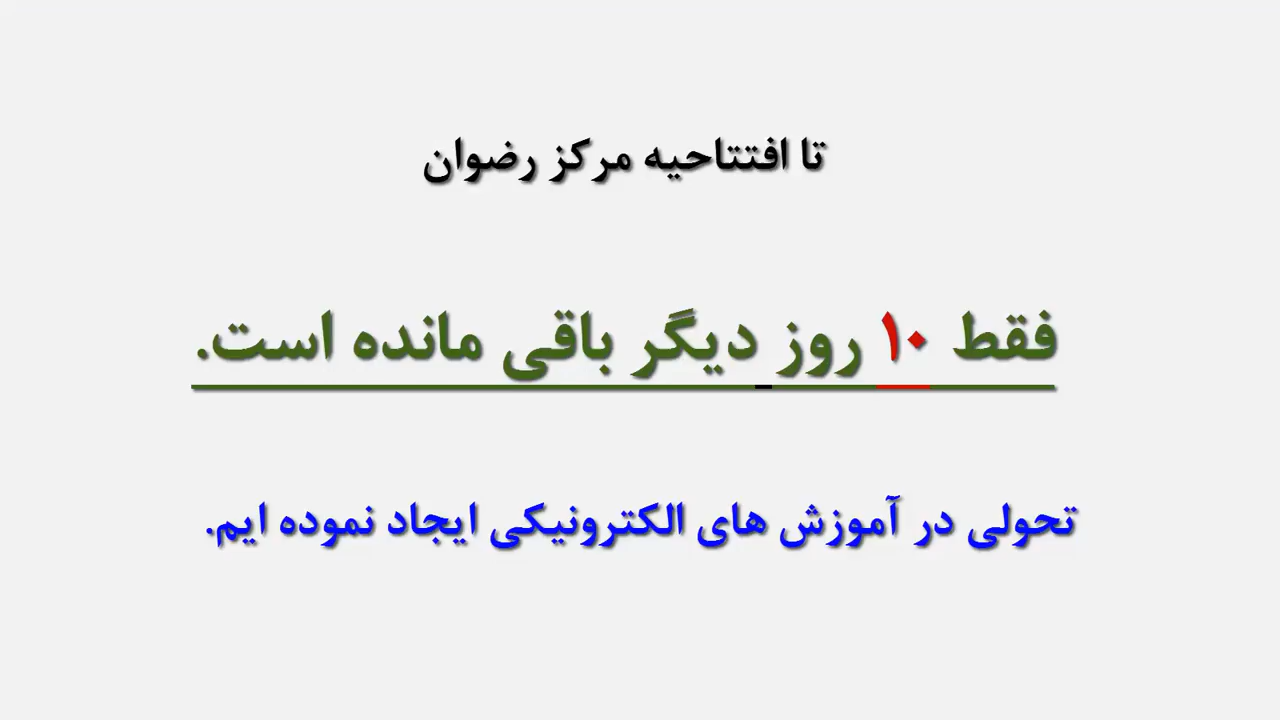 تا افتتاحیه مرکز رضوان
فقط ۱۰ روز دیگر باقی مانده است.
تحولی در آموزش های الکترونیکی ایجاد نموده ایم.